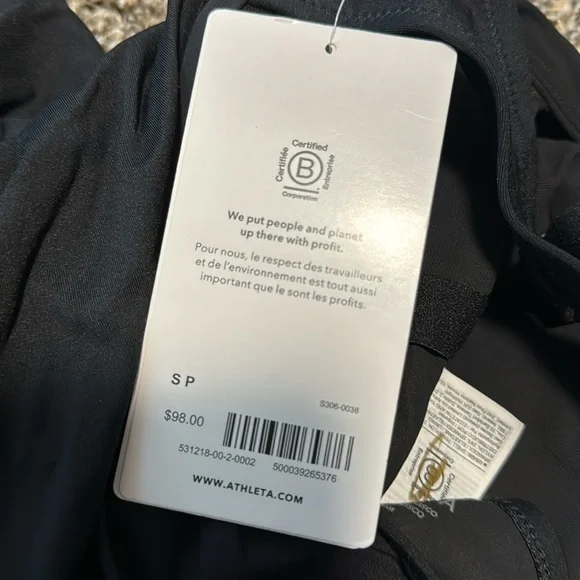 Certified
Certifiée
B
Entreprise
Corporation
We put people and planet
up there with profit.
Pour nous, le respect des travailleurs
et de l'environnement est tout aussi
important que le sont les profits.
S P
S306-0036
$98.00
531218-00-2-0002 500039265376
WWW.ATHLETA.COM
B